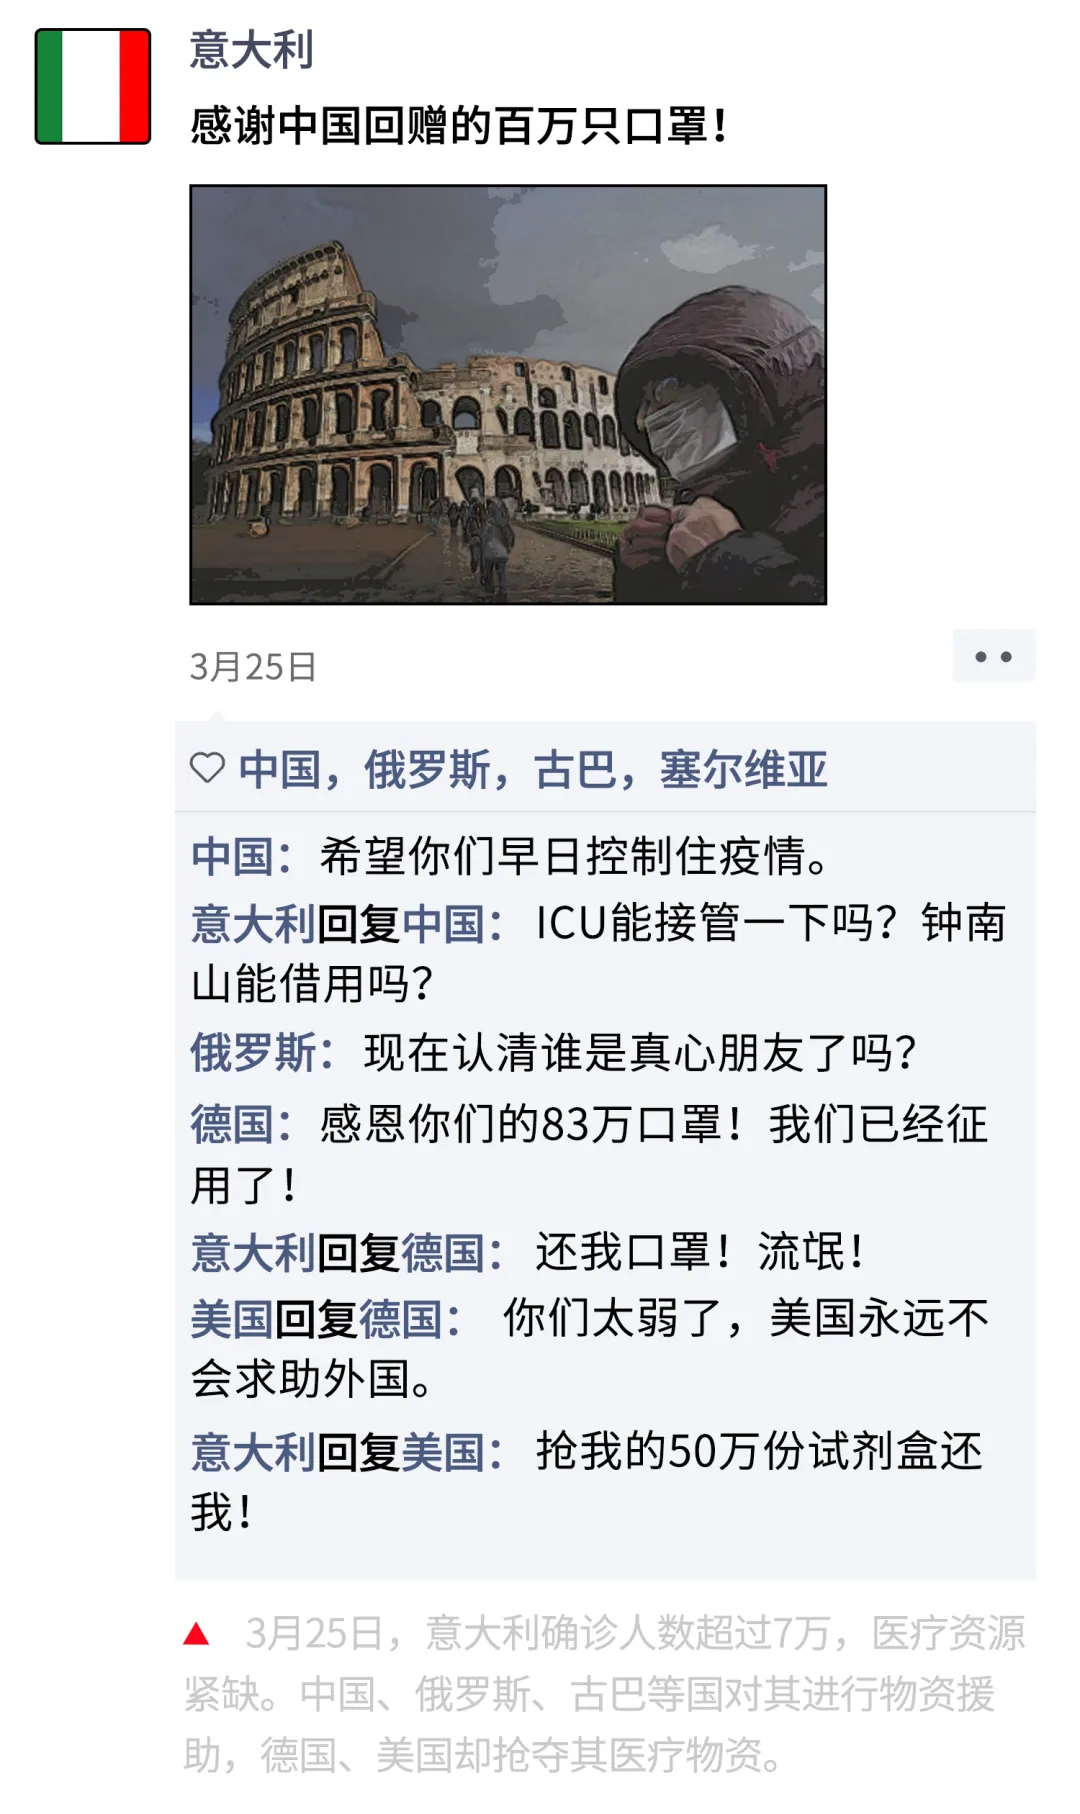 意大利
感谢中国回赠的百万只口罩！
3月25日
中国，俄罗斯，古巴，塞尔维亚
中国：希望你们早日控制住疫情。
意大利回复中国：ICU能接管一下吗？钟南
山能借用吗？
俄罗斯：现在认清谁是真心朋友了吗？
德国：感恩你们的83万口罩！我们已经征
用了！
意大利回复德国：还我口罩！流氓！
美国回复德国：你们太弱了，美国永远不
会求助外国。
意大利回复美国：抢我的50万份试剂盒还
我！
▲ 3月25日，意大利确诊人数超过7万，医疗资源
紧缺。中国、俄罗斯、古巴等国对其进行物资援
助，德国、美国却抢夺其医疗物资。